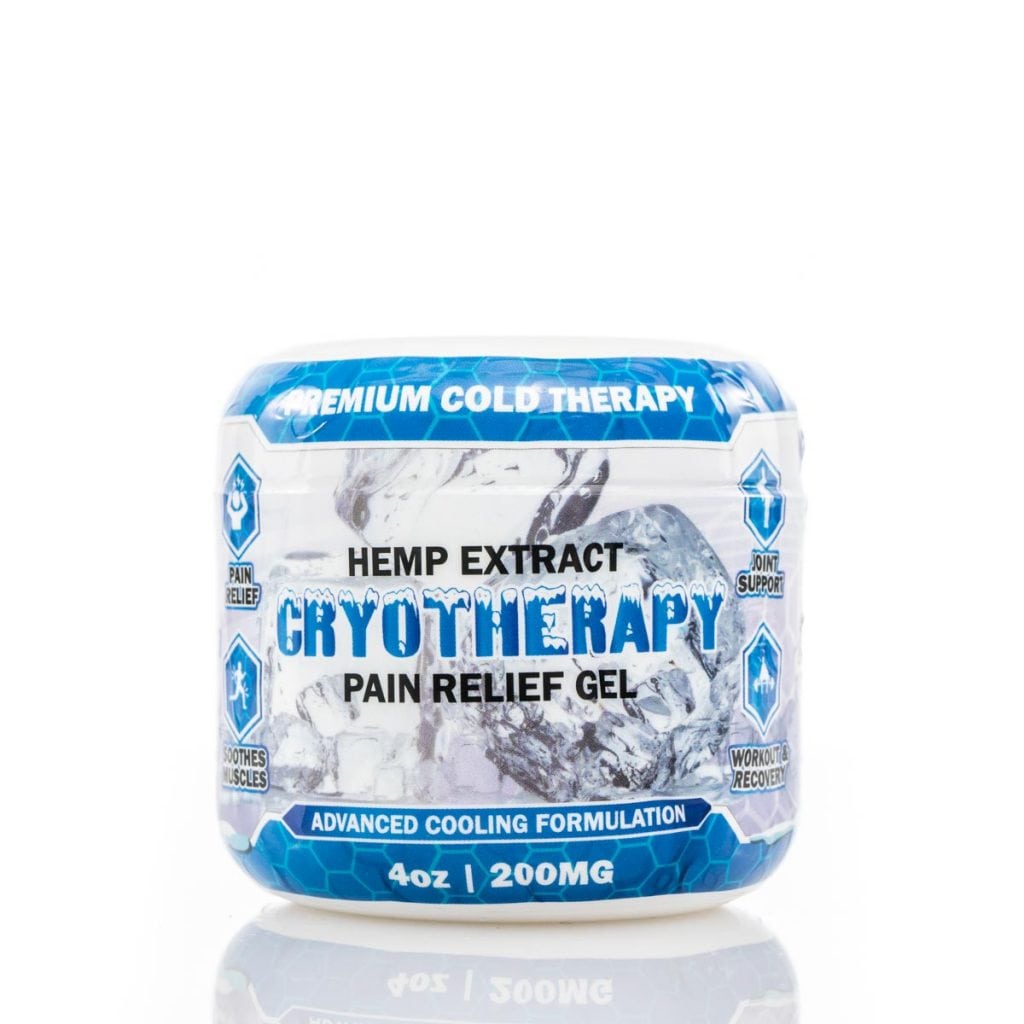 PREMIUM COLD THERAPY
HEMP EXTRACT
CRYOTHERAPY
PAIN RELIEF GEL
PAIN
RELIEF
SOOTHES
MUSCLES
JOINT
SUPPORT
WORKOUT &
RECOVERY
ADVANCED COOLING FORMULATION
4oz | 200MG